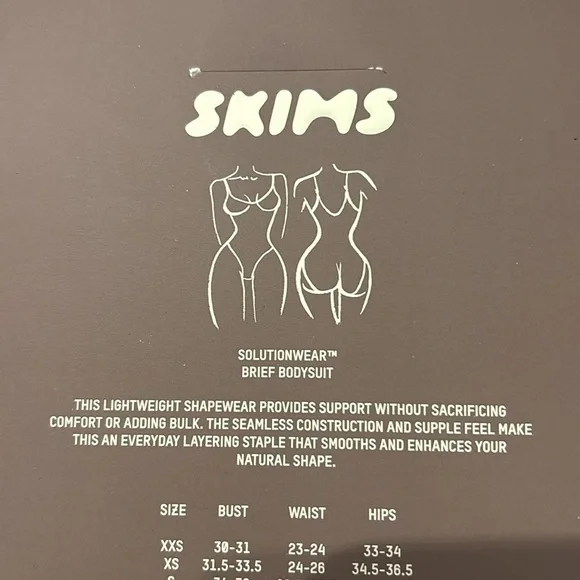 SKIMS
SOLUTIONWEAR™
BRIEF BODYSUIT
THIS LIGHTWEIGHT SHAPEWEAR PROVIDES SUPPORT WITHOUT SACRIFICING
COMFORT OR ADDING BULK. THE SEAMLESS CONSTRUCTION AND SUPPLE FEEL MAKE
THIS AN EVERYDAY LAYERING STAPLE THAT SMOOTHS AND ENHANCES YOUR
NATURAL SHAPE.
SIZE BUST WAIST HIPS
XXS 30-31 23-24 33-34
XS 31.5-33.5 24-26 34.5-36.5